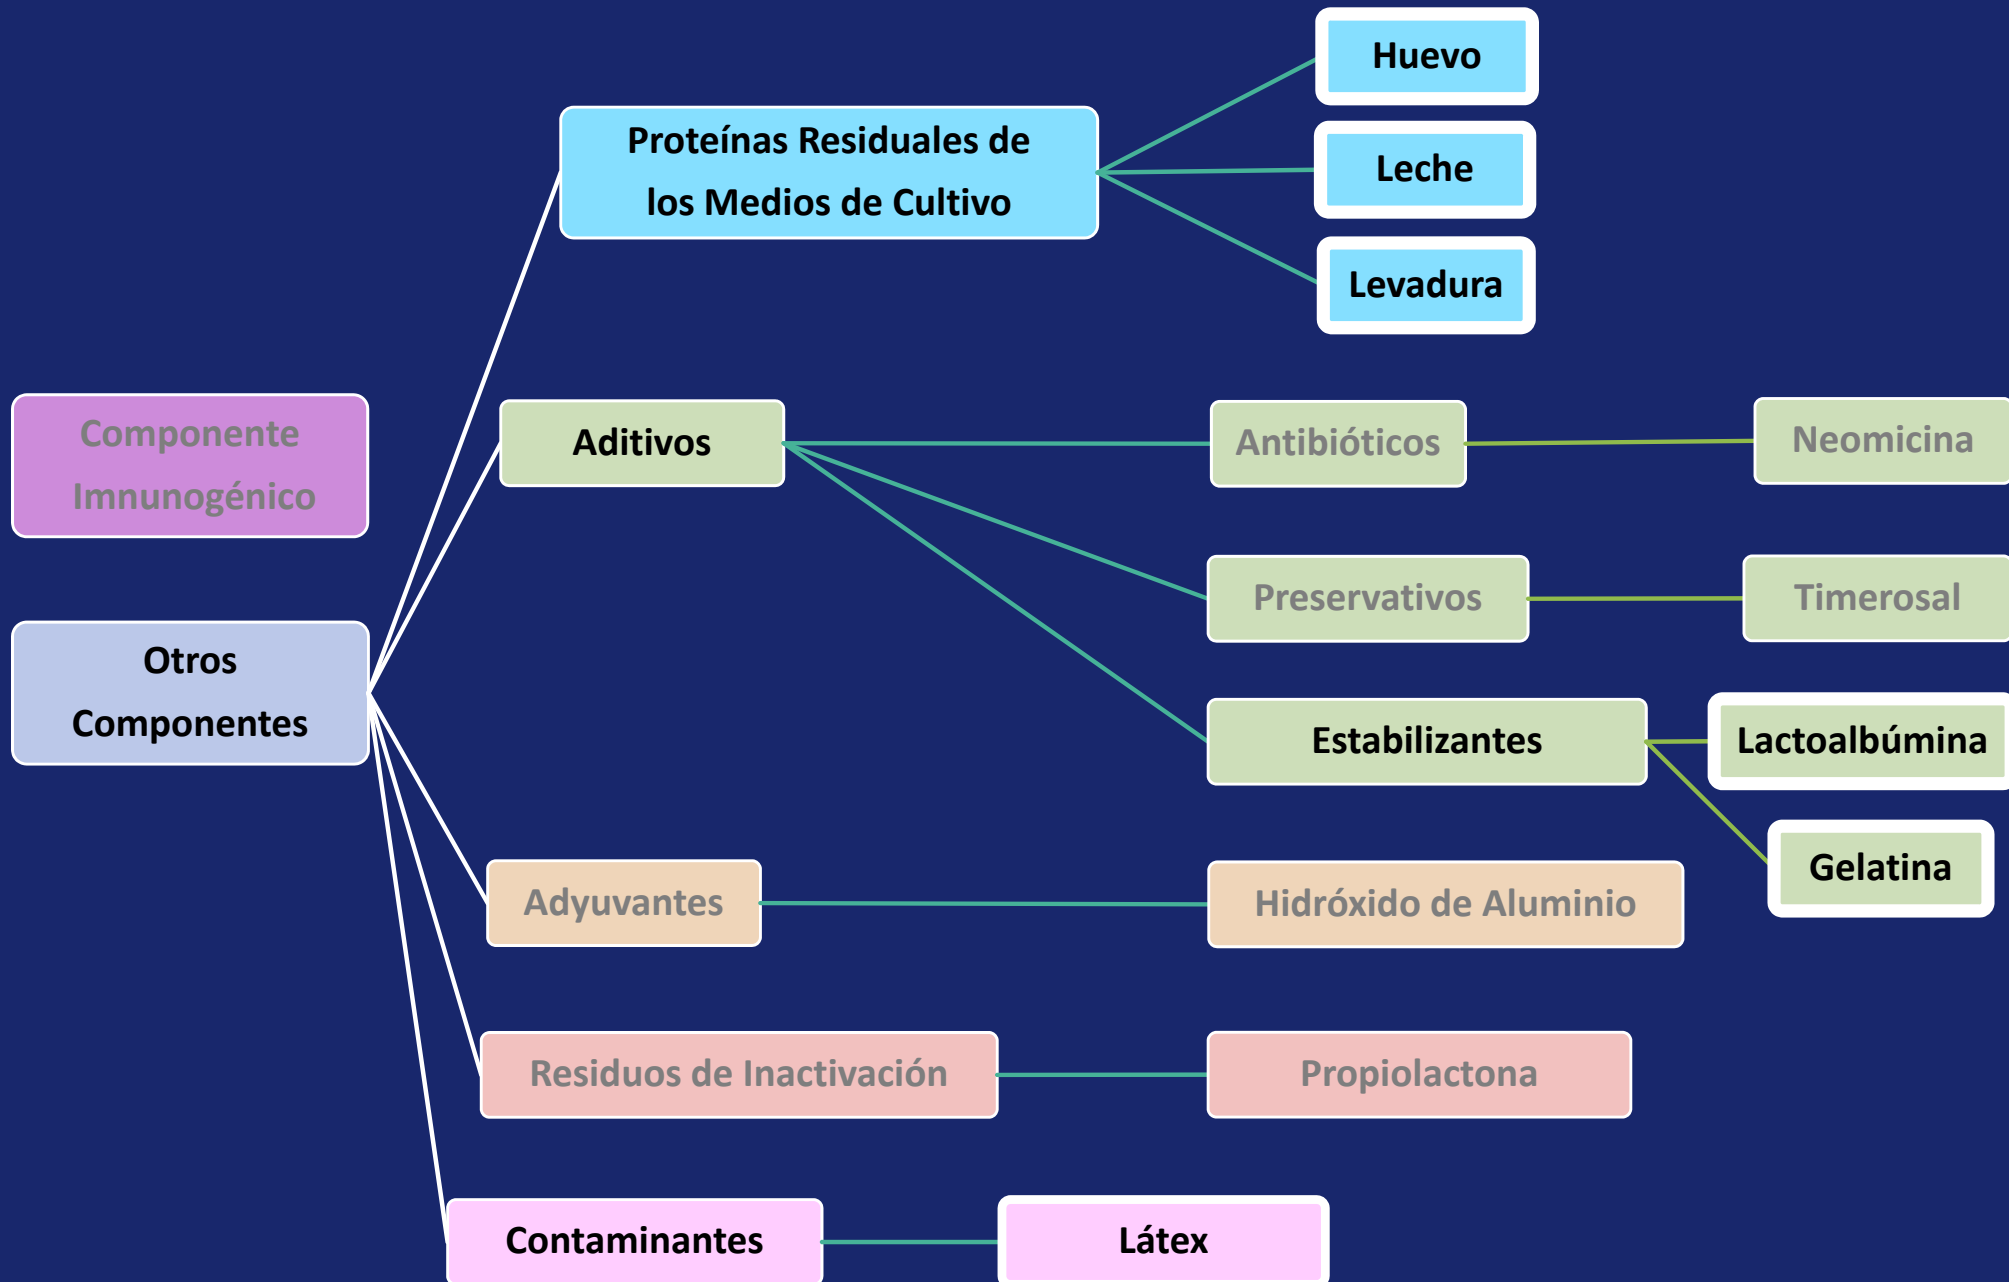 Huevo
Proteínas Residuales de
los Medios de Cultivo
Leche
Levadura
Componente
Imnunogénico
Aditivos
Antibióticos
Neomicina
Preservativos
Timerosal
Otros
Componentes
Estabilizantes
Lactoalbúmina
Gelatina
Adyuvantes
Hidróxido de Aluminio
Residuos de Inactivación
Propiolactona
Contaminantes
Látex